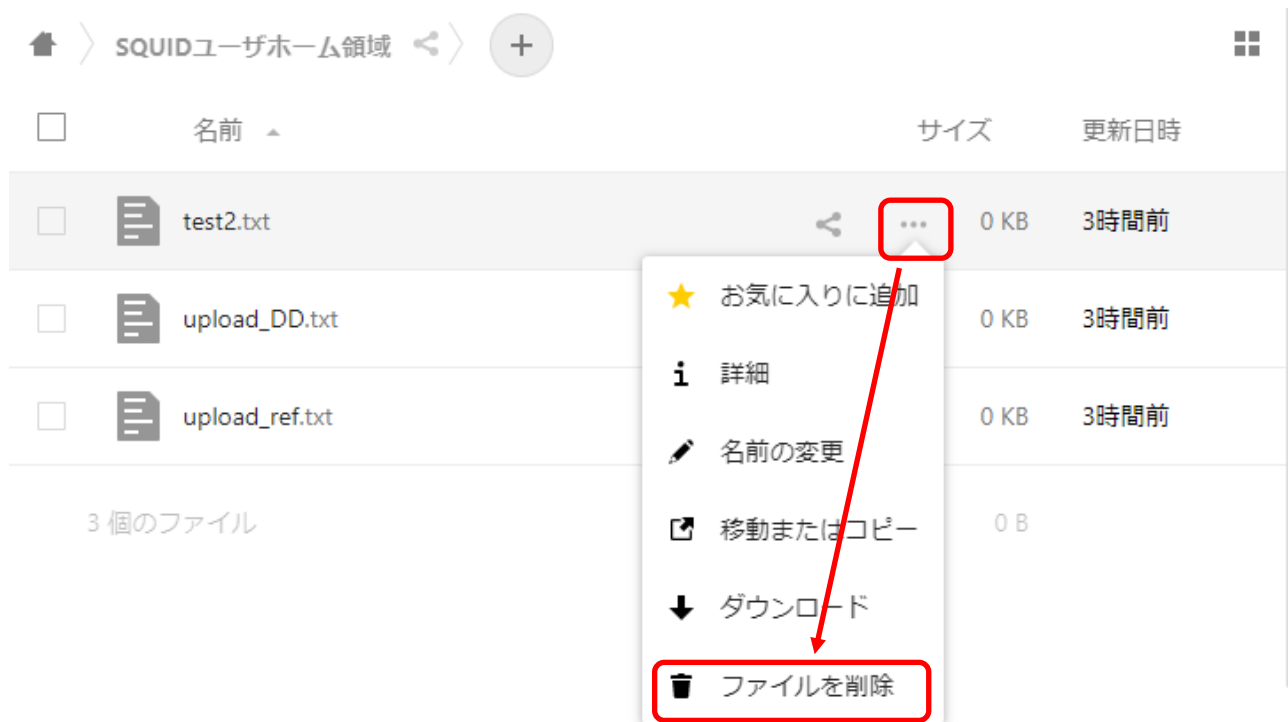 SQUIDユーザホーム領域
名前 サイズ 更新日時
test2.txt 0 KB 3時間前
お気に入りに追加
upload_DD.txt 0 KB 3時間前
詳細
upload_ref.txt 0 KB 3時間前
名前の変更
3 個のファイル 0 B
移動またはコピー
ダウンロード
ファイルを削除